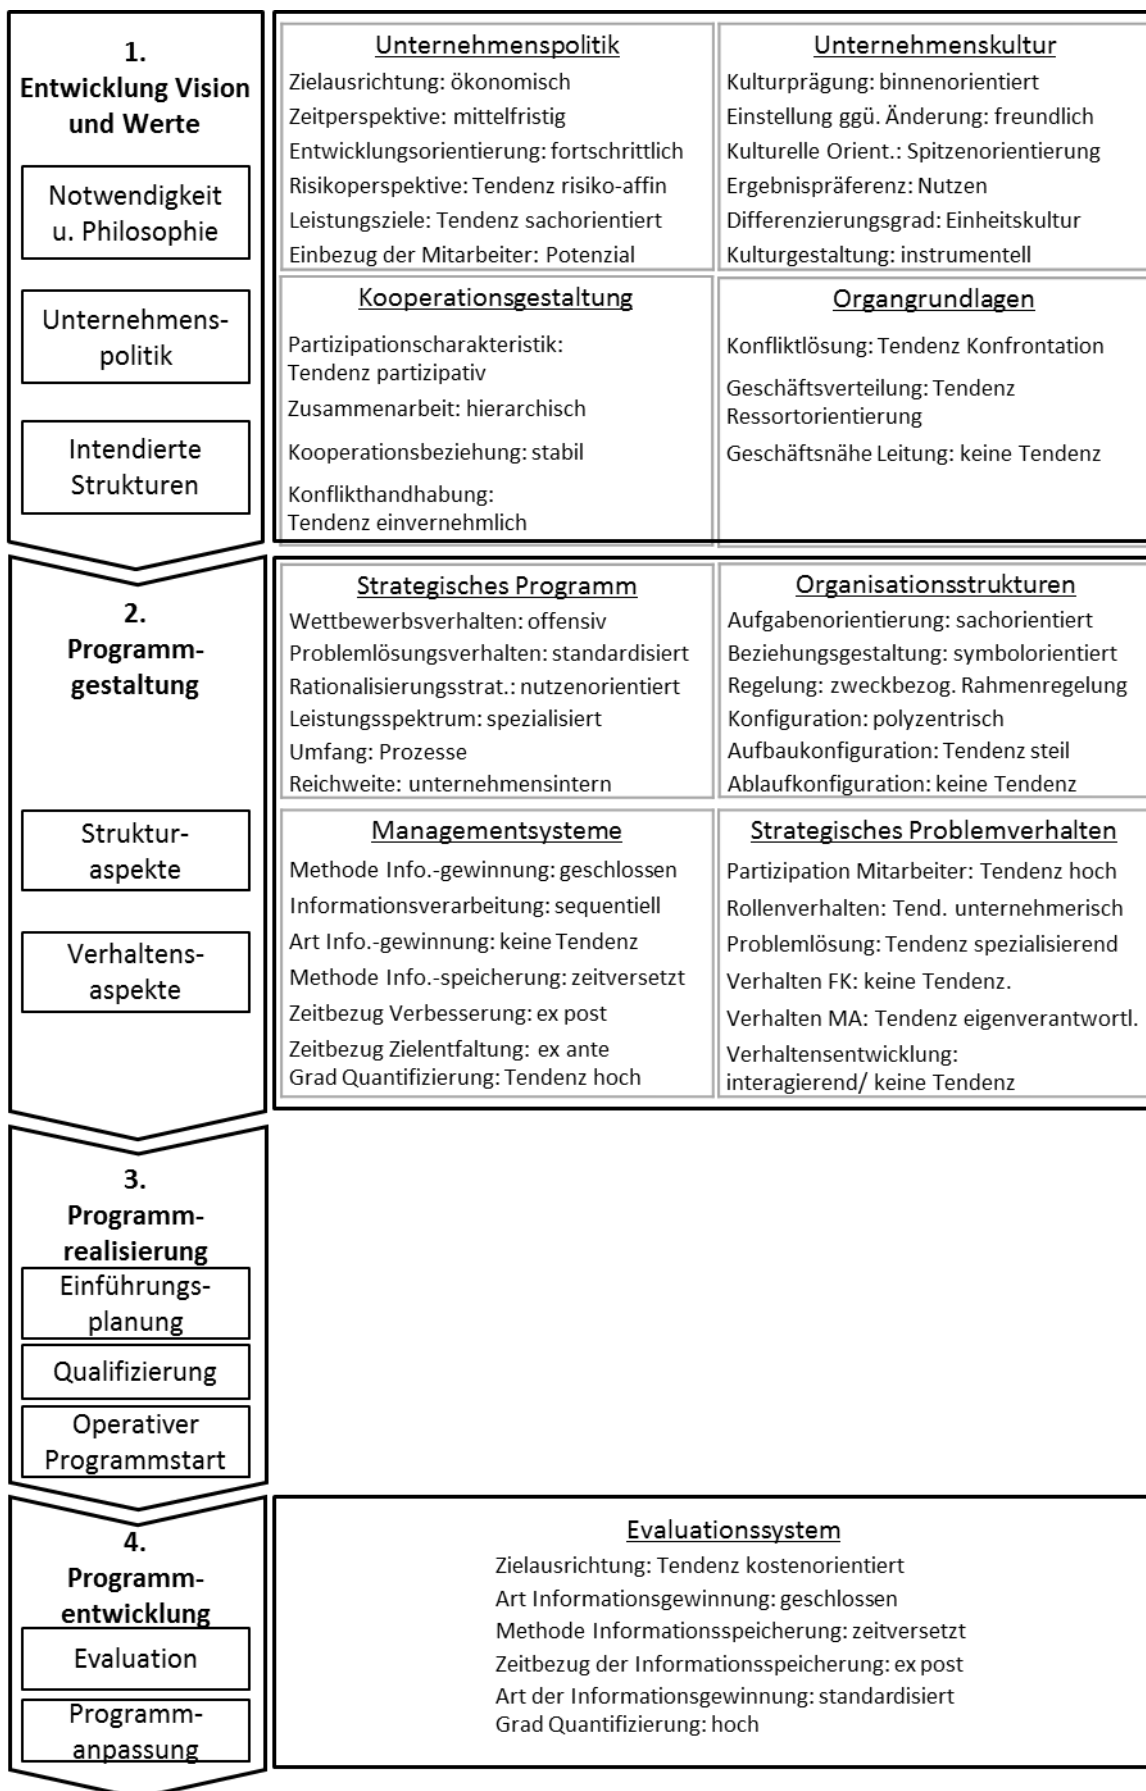 1.
Entwicklung Vision
und Werte
Notwendigkeit
u. Philosophie
Unternehmens-
politik
Intendierte
Strukturen
Unternehmenspolitik
Zielausrichtung: ökonomisch
Zeitperspektive: mittelfristig
Entwicklungsorientierung: fortschrittlich
Risikoperspektive: Tendenz risiko-affin
Leistungsziele: Tendenz sachorientiert
Einbezug der Mitarbeiter: Potenzial
Unternehmenskultur
Kulturprägung: binnenorientiert
Einstellung ggü. Änderung: freundlich
Kulturelle Orient.: Spitzenorientierung
Ergebnispräferenz: Nutzen
Differenzierungsgrad: Einheitskultur
Kulturgestaltung: instrumentell
Kooperationsgestaltung
Partizipationscharakteristik:
Tendenz partizipativ
Zusammenarbeit: hierarchisch
Kooperationsbeziehung: stabil
Konflikthandhabung:
Tendenz einvernehmlich
Organgrundlagen
Konfliktlösung: Tendenz Konfrontation
Geschäftsverteilung: Tendenz
Ressortorientierung
Geschäftsnähe Leitung: keine Tendenz
2.
Programm-
gestaltung
Struktur-
aspekte
Verhaltens-
aspekte
Strategisches Programm
Wettbewerbsverhalten: offensiv
Problemlösungsverhalten: standardisiert
Rationalisierungsstrat.: nutzenorientiert
Leistungsspektrum: spezialisiert
Umfang: Prozesse
Reichweite: unternehmensintern
Organisationsstrukturen
Aufgabenorientierung: sachorientiert
Beziehungsgestaltung: symbolorientiert
Regelung: zweckbezog. Rahmenregelung
Konfiguration: polyzentrisch
Aufbaukonfiguration: Tendenz steil
Ablaufkonfiguration: keine Tendenz
Managementsysteme
Methode Info.-gewinnung: geschlossen
Informationsverarbeitung: sequentiell
Art Info.-gewinnung: keine Tendenz
Methode Info.-speicherung: zeitversetzt
Zeitbezug Verbesserung: ex post
Zeitbezug Zielentfaltung: ex ante
Grad Quantifizierung: Tendenz hoch
Strategisches Problemverhalten
Partizipation Mitarbeiter: Tendenz hoch
Rollenverhalten: Tend. unternehmerisch
Problemlösung: Tendenz spezialisierend
Verhalten FK: keine Tendenz.
Verhalten MA: Tendenz eigenverantwortl.
Verhaltensentwicklung:
interagierend/ keine Tendenz
3.
Programm-
realisierung
Einführungs-
planung
Qualifizierung
Operativer
Programmstart
4.
Programm-
entwicklung
Evaluation
Programm-
anpassung
Evaluationssystem
Zielausrichtung: Tendenz kostenorientiert
Art Informationsgewinnung: geschlossen
Methode Informationsspeicherung: zeitversetzt
Zeitbezug der Informationsspeicherung: ex post
Art der Informationsgewinnung: standardisiert
Grad Quantifizierung: hoch